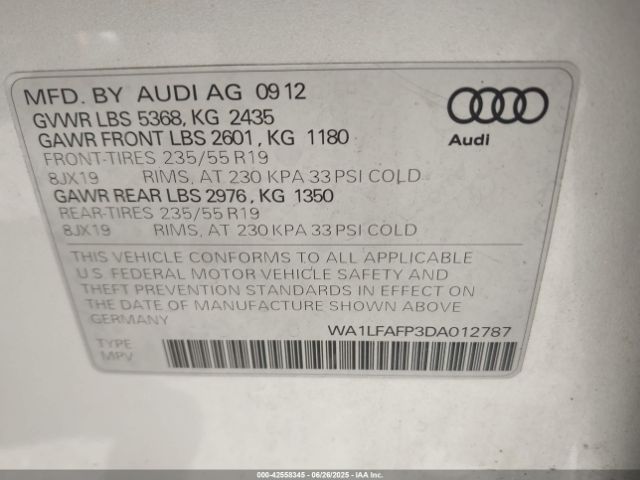 MFD. BY AUDI AG 09 12
GVWR LBS 5368, KG 2435
GAWR FRONT LBS 2601, KG 1180
FRONT-TIRES 235/55 R19
8JX19 RIMS, AT 230 KPA 33 PSI COLD
GAWR REAR LBS 2976, KG 1350
REAR-TIRES 235/55 R19
8JX19 RIMS, AT 230 KPA 33 PSI COLD
Audi
THIS VEHICLE CONFORMS TO ALL APPLICABLE
U.S. FEDERAL MOTOR VEHICLE SAFETY AND
THEFT PREVENTION STANDARDS IN EFFECT ON
THE DATE OF MANUFACTURE SHOWN ABOVE
GERMANY
WA1LFAFP3DA012787
TYPE
MPV
000-42558345 - 06/26/2025 - IAA Inc.